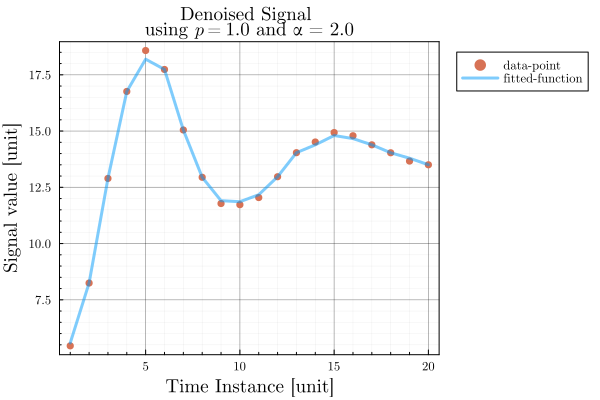 Denoised Signal
using p = 1.0 and α = 2.0
data-point
fitted-function
17.5
15.0
12.5
10.0
7.5
Signal value [unit]
5
10
15
20
Time Instance [unit]